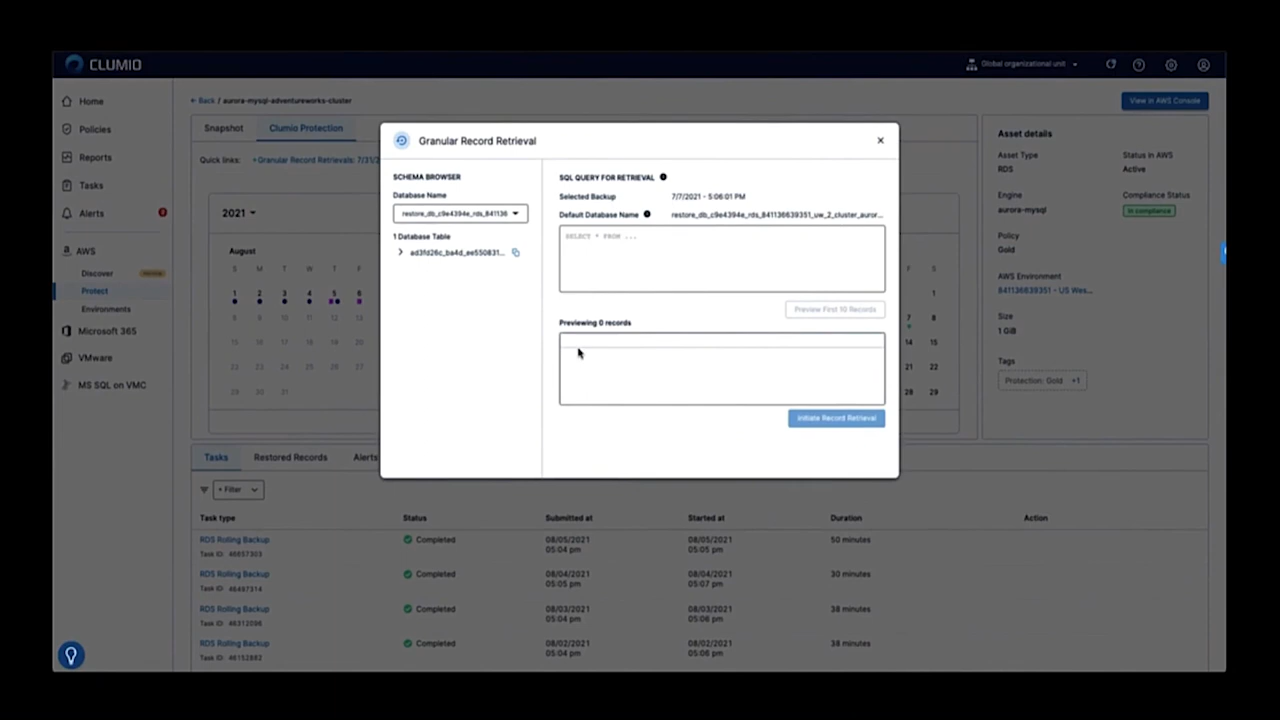 CLUMIO
Global organizational unit
Home
Policies
Reports
Tasks
Alerts
AWS
Discover
Protect
Environments
Microsoft 365
VMware
MS SQL on VMC
← Back / aurora-mysql-adventureworks-cluster
View in AWS Console
Snapshot
Clumio Protection
Quick links:
Granular Record Retrievals: 7/31/2
2021
August
S M T W T F
1 2 3 4 5 6
8 9 10 11 12 13
15 16 17 18 19 20
22 23 24 25 26 27
29 30 31
F S
1
7 8
14 15
21 22
28 29
Granular Record Retrieval
SCHEMA BROWSER
Database Name
restore_db_c9e4394e_rds_841136
1 Database Table
ad3fd26c_ba4d_ee550831...
SQL QUERY FOR RETRIEVAL
Selected Backup 7/7/2021 - 5:06:01 PM
Default Database Name restore_db_c9e4394e_rds_841136639351_uw_2_cluster_auror...
SELECT * FROM ...
Preview First 10 Records
Previewing 0 records
Initiate Record Retrieval
Asset details
Asset Type
RDS
Status in AWS
Active
Engine
aurora-mysql
Compliance Status
In compliance
Policy
Gold
AWS Environment
841136639351 - US Wes...
Size
1 GiB
Tags
Protection: Gold +1
Tasks
Restored Records
Alerts
+ Filter
Task type Status Submitted at Started at Duration Action
RDS Rolling Backup Completed 08/05/2021 08/05/2021 50 minutes
Task ID: 46657303 05:04 pm 05:05 pm
RDS Rolling Backup Completed 08/04/2021 08/04/2021 30 minutes
Task ID: 46487314 05:05 pm 05:07 pm
RDS Rolling Backup Completed 08/03/2021 08/03/2021 38 minutes
Task ID: 46312096 05:04 pm 05:06 pm
RDS Rolling Backup Completed 08/02/2021 08/02/2021 38 minutes
Task ID: 46152882 05:04 pm 05:06 pm